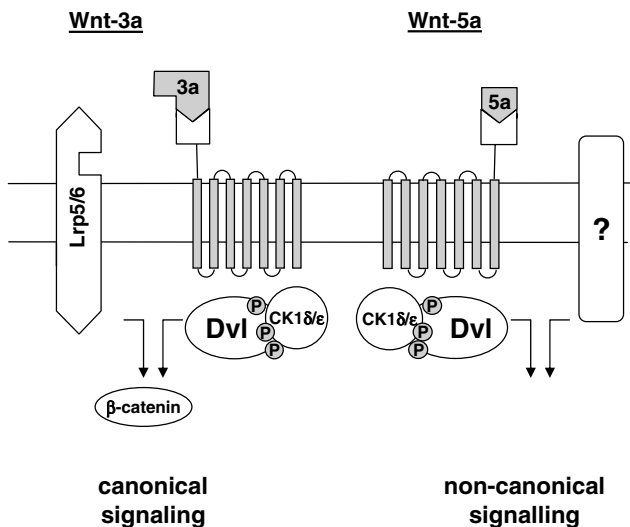 Wnt-3a
Wnt-5a
3a
5a
Lrp5/6
?
P
CK1δ/ε
Dvl
P
P
P
CK1δ/ε
P
Dvl
P
β-catenin
canonical
signaling
non-canonical
signalling